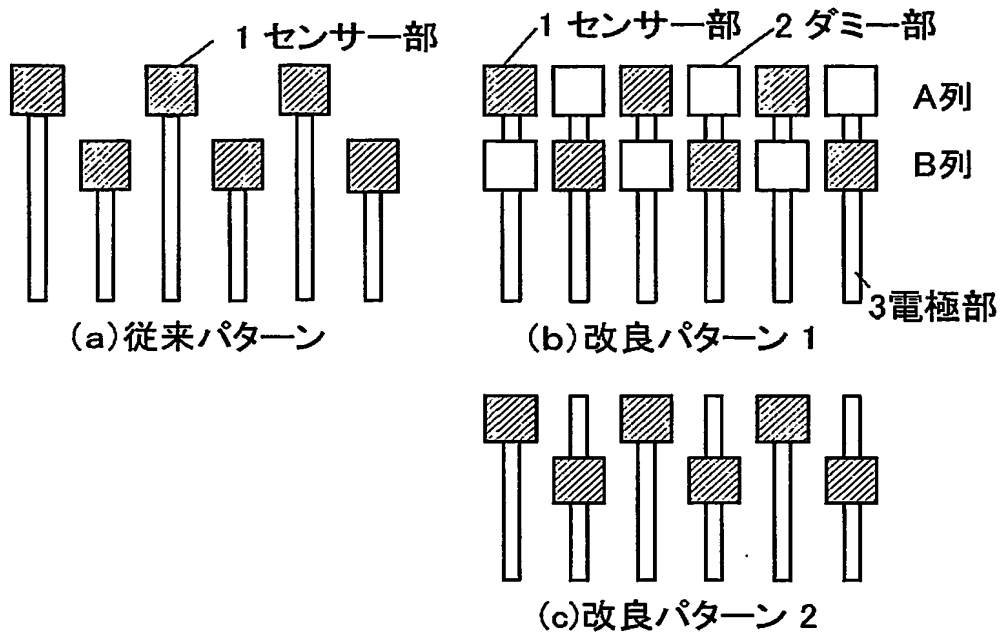 1 センサー部
(a)従来パターン
1 センサー部
2 ダミー部
A列
B列
3電極部
(b)改良パターン 1
(c)改良パターン 2